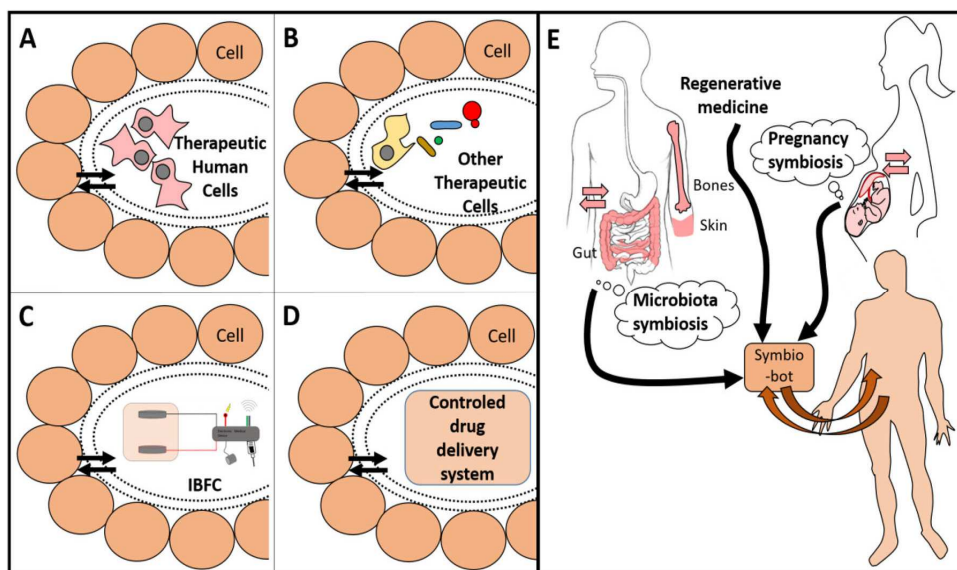 A
Cell
Therapeutic
Human
Cells
B
Cell
Other
Therapeutic
Cells
C
Cell
IBFC
D
Cell
Controled
drug
delivery
system
E
Regenerative
medicine
Pregnancy
symbiosis
Bones
Skin
Gut
Microbiota
symbiosis
Symbio
-bot